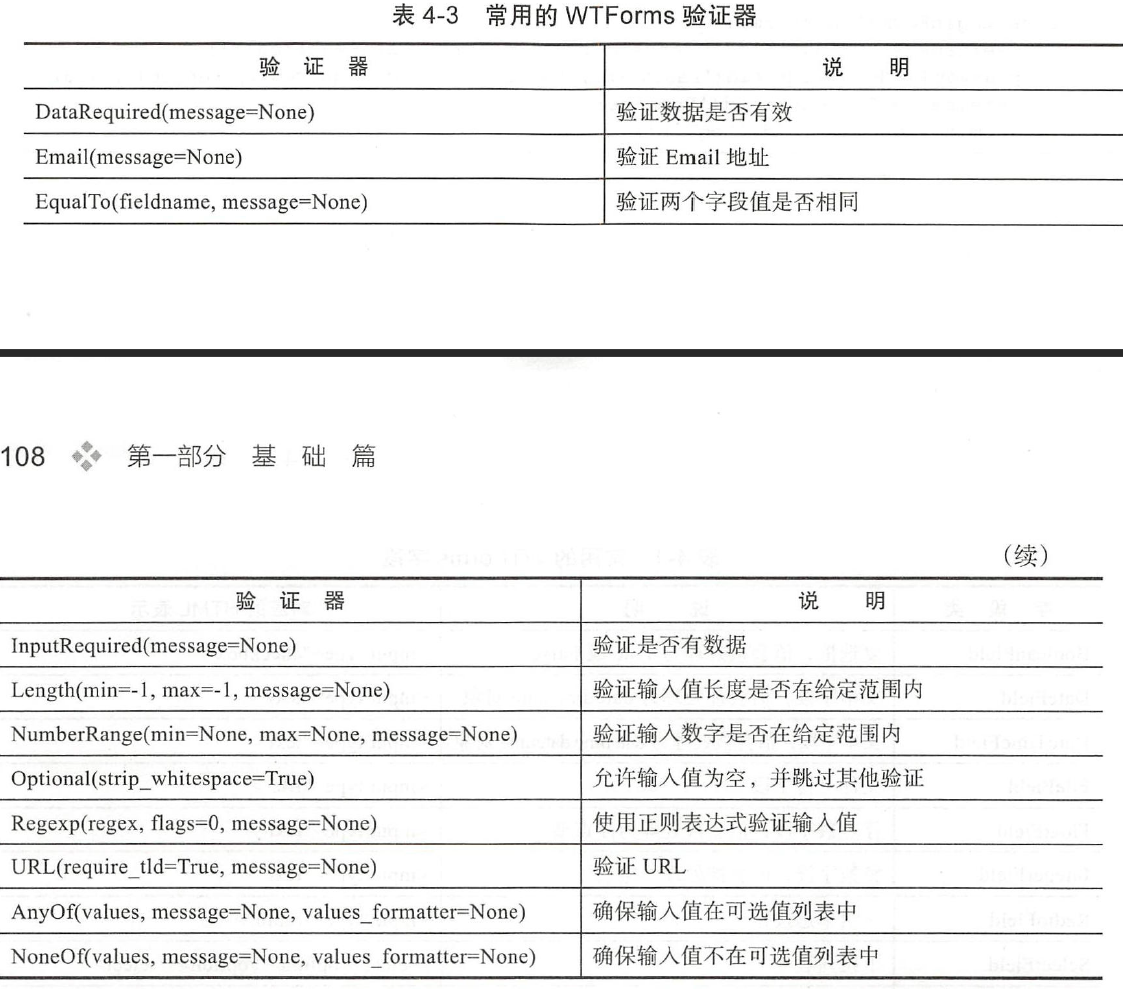 表 4-3 常用的 WTForms 验证器
验 证 器 说 明
DataRequired(message=None) 验证数据是否有效
Email(message=None) 验证 Email 地址
EqualTo(fieldname, message=None) 验证两个字段值是否相同
108 第一部分 基 础 篇
（续）
验 证 器 说 明
InputRequired(message=None) 验证是否有数据
Length(min=-1, max=-1, message=None) 验证输入值长度是否在给定范围内
NumberRange(min=None, max=None, message=None) 验证输入数字是否在给定范围内
Optional(strip_whitespace=True) 允许输入值为空，并跳过其他验证
Regexp(regex, flags=0, message=None) 使用正则表达式验证输入值
URL(require_tld=True, message=None) 验证 URL
AnyOf(values, message=None, values_formatter=None) 确保输入值在可选值列表中
NoneOf(values, message=None, values_formatter=None) 确保输入值不在可选值列表中